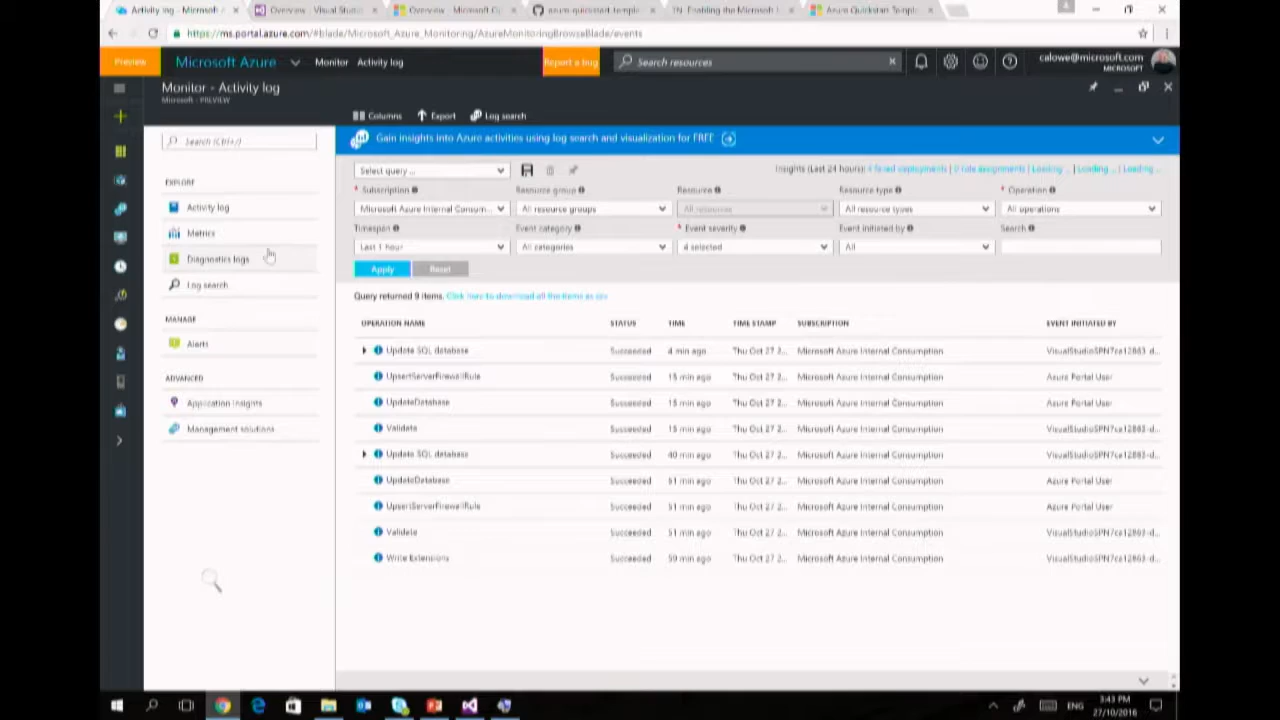 Activity log - Microsoft
Overview - Visual Studio
Overview - Microsoft
azure-quickstart-templa
TN Enabling the Microsoft
Azure Quickstart Templ
https://ms.portal.azure.com/#blade/Microsoft_Azure_Monitoring/AzureMonitoringBrowseBlade/events
Preview Microsoft Azure Monitor Activity log Report a bug Search resources calowe@microsoft.com
MICROSOFT
Monitor - Activity log
Microsoft - PREVIEW
Columns Export Log search
Search (Ctrl+/)
EXPLORE
Activity log
Metrics
Diagnostics logs
Log search
MANAGE
Alerts
ADVANCED
Application Insights
Management solutions
Gain insights into Azure activities using log search and visualization for FREE
Select query ... Insights (Last 24 hours): failed deployments | 0 role assignments | Loading ... | Loading ... | Loading ...
* Subscription Resource group Resource Resource type * Operation
Microsoft Azure Internal Consum... All resource groups All resources All resource types All operations
Timespan Event category * Event severity Event initiated by Search
Last 1 hour All categories 4 selected All
Apply Reset
Query returned 9 items. Click here to download all the items as csv
OPERATION NAME STATUS TIME TIME STAMP SUBSCRIPTION EVENT INITIATED BY
Update SQL database Succeeded 4 min ago Thu Oct 27 2... Microsoft Azure Internal Consumption VisualStudioSPN7ce12883-d...
UpsertServerFirewallRule Succeeded 15 min ago Thu Oct 27 2... Microsoft Azure Internal Consumption Azure Portal User
UpdateDatabase Succeeded 15 min ago Thu Oct 27 2... Microsoft Azure Internal Consumption Azure Portal User
Validate Succeeded 15 min ago Thu Oct 27 2... Microsoft Azure Internal Consumption VisualStudioSPN7ce12883-d...
Update SQL database Succeeded 40 min ago Thu Oct 27 2... Microsoft Azure Internal Consumption VisualStudioSPN7ce12883-d...
UpdateDatabase Succeeded 51 min ago Thu Oct 27 2... Microsoft Azure Internal Consumption Azure Portal User
UpsertServerFirewallRule Succeeded 51 min ago Thu Oct 27 2... Microsoft Azure Internal Consumption Azure Portal User
Validate Succeeded 51 min ago Thu Oct 27 2... Microsoft Azure Internal Consumption VisualStudioSPN7ce12883-d...
Write Extensions Succeeded 59 min ago Thu Oct 27 2... Microsoft Azure Internal Consumption VisualStudioSPN7ce12883-d...
ENG 3:43 PM
27/10/2016